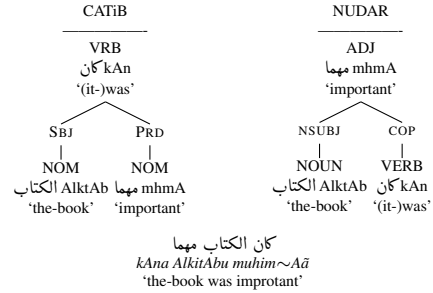 CATiB NUDAR
VRB ADJ
كان kAn مهما mhmA
‘(it-)was’ ‘important’
SBJ PRD NSUBJ COP
NOM NOM NOUN VERB
الكتاب AlktAb مهما mhmA الكتاب AlktAb كان kAn
‘the-book’ ‘important’ ‘the-book’ ‘(it-)was’
كان الكتاب مهما
kAna AlkitAbu muhim∼Aã
‘the-book was improtant’